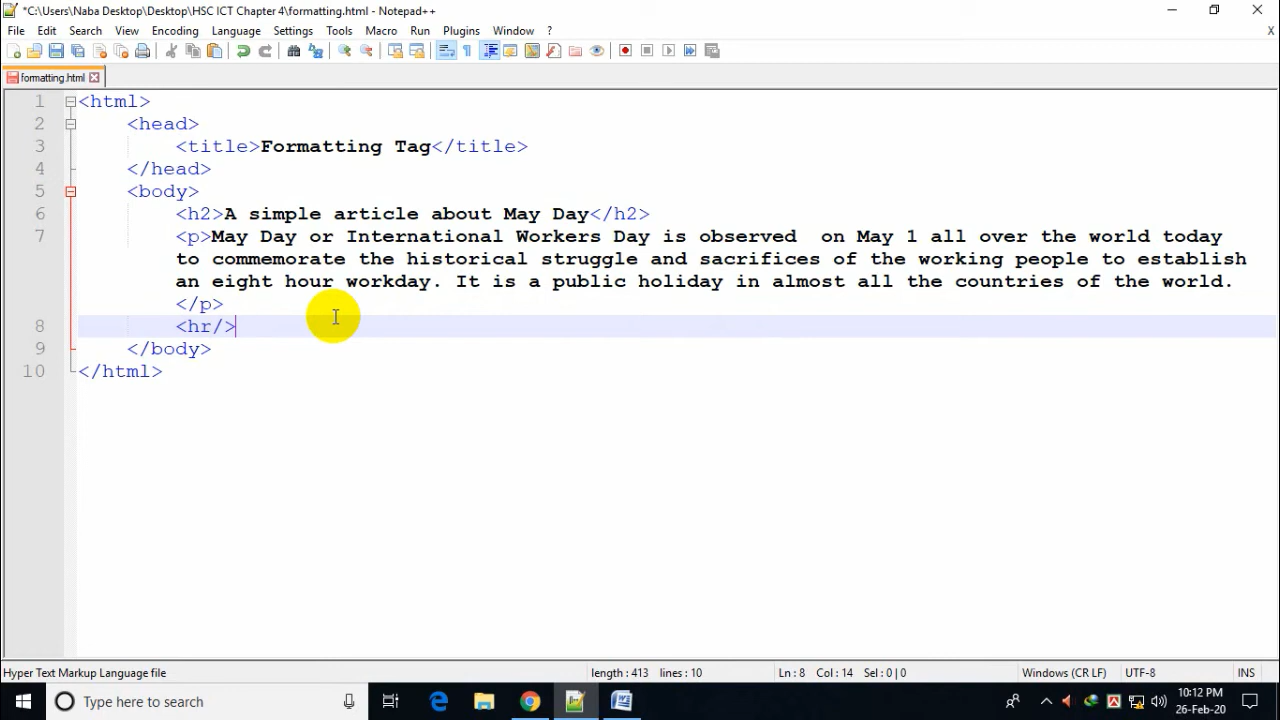 *C:\Users\Naba Desktop\Desktop\HSC ICT Chapter 4\formatting.html - Notepad++
File Edit Search View Encoding Language Settings Tools Macro Run Plugins Window ? X
formatting.html
1 <html>
2 <head>
3 <title>Formatting Tag</title>
4 </head>
5 <body>
6 <h2>A simple article about May Day</h2>
7 <p>May Day or International Workers Day is observed  on May 1 all over the world today
to commemorate the historical struggle and sacrifices of the working people to establish
an eight hour workday. It is a public holiday in almost all the countries of the world.
</p>
8 <hr/>
9 </body>
10 </html>
Hyper Text Markup Language file length : 413 lines : 10 Ln : 8 Col : 14 Sel : 0 | 0 Windows (CR LF) UTF-8 INS
Type here to search
10:12 PM
26-Feb-20